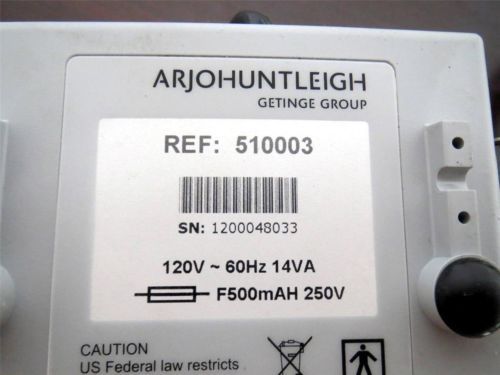 ARJOHUNTLEIGH
GETINGE GROUP
REF: 510003
SN: 1200048033
120V ~ 60Hz 14VA
F500mAH 250V
CAUTION
US Federal law restricts